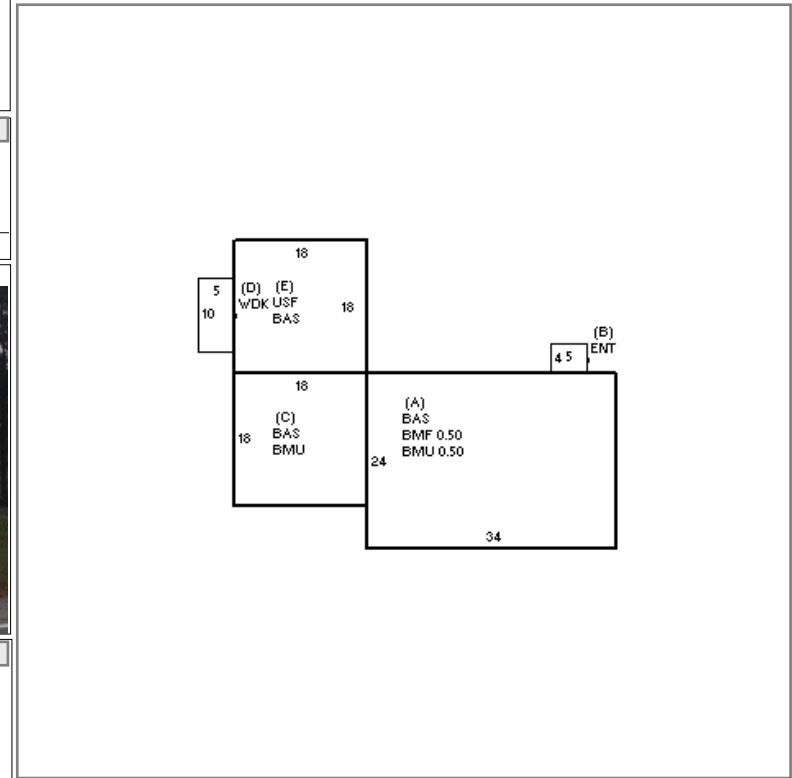 18
5
(D)
(E)
WDK
USF
10
18
BAS
(B)
ENT
4
5
18
(A)
BAS
(C)
BAS
BMF 0.50
18
BMU
BMU 0.50
24
34